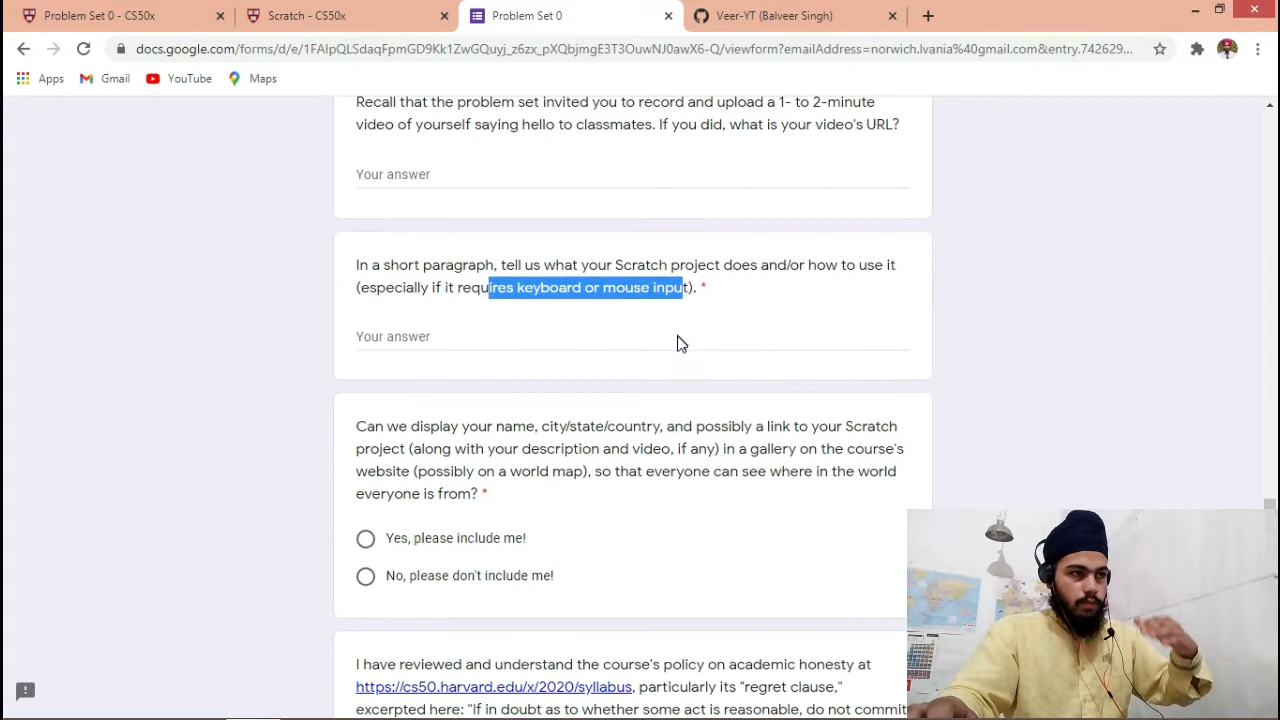 Problem Set 0 - CS50x
Scratch - CS50x
Problem Set 0
Veer-YT (Balveer Singh)
docs.google.com/forms/d/e/1FAIpQLSdaqFpmGD9Kk1ZwGQuyj_z6zx_pXQbjmgE3T3OuwNJ0awX6-Q/viewform?emailAddress=norwich.lvania%40gmail.com&entry.742629...
Apps
Gmail
YouTube
Maps
Recall that the problem set invited you to record and upload a 1- to 2-minute
video of yourself saying hello to classmates. If you did, what is your video's URL?
Your answer
In a short paragraph, tell us what your Scratch project does and/or how to use it
(especially if it requires keyboard or mouse input). *
Your answer
Can we display your name, city/state/country, and possibly a link to your Scratch
project (along with your description and video, if any) in a gallery on the course's
website (possibly on a world map), so that everyone can see where in the world
everyone is from? *
Yes, please include me!
No, please don't include me!
I have reviewed and understand the course's policy on academic honesty at
https://cs50.harvard.edu/x/2020/syllabus, particularly its "regret clause,"
excerpted here: "If in doubt as to whether some act is reasonable, do not commit